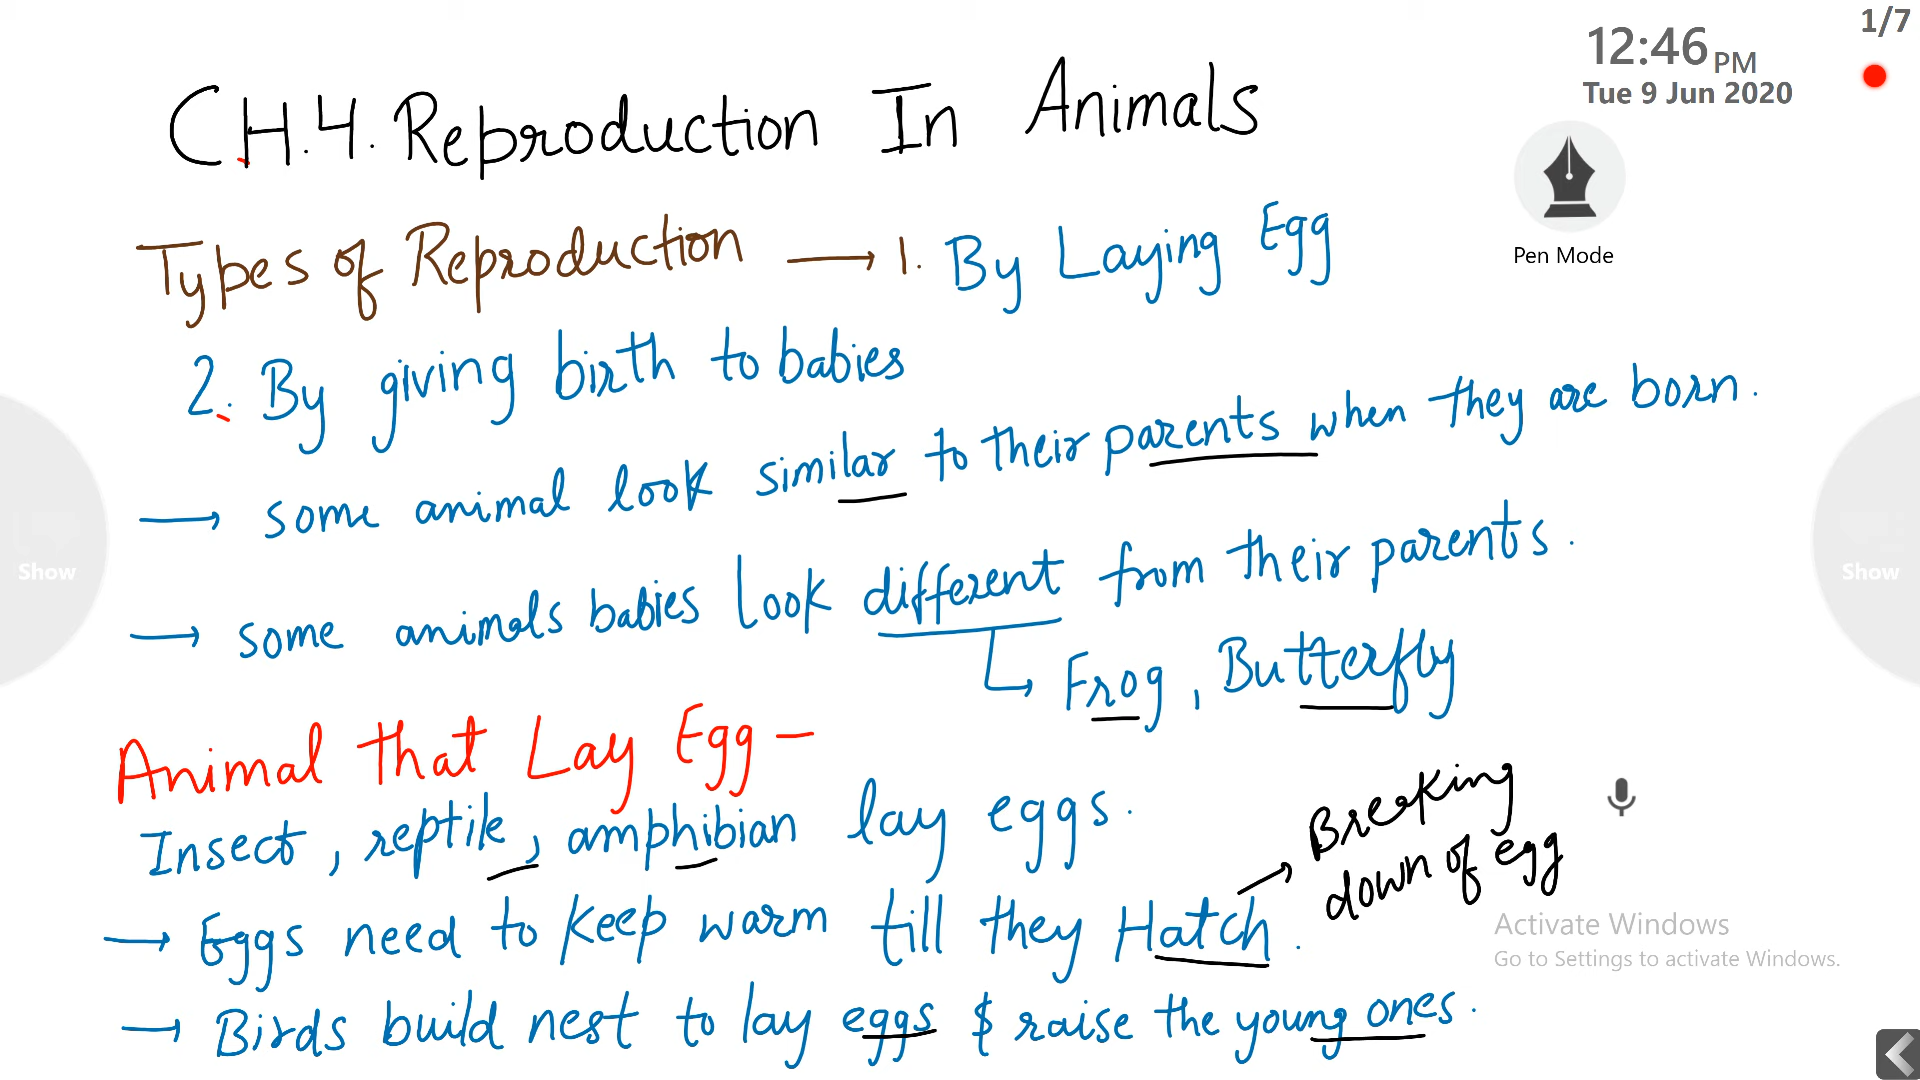 1/7
12:46 PM
Tue 9 Jun 2020
CH.4. Reproduction In Animals
Pen Mode
Types of Reproduction → 1. By Laying Egg
2. By giving birth to babies
→ some animal look similar to their parents when they are born.
Show
Show
→ some animals babies look different from their parents.
Frog, Butterfly
Animal that Lay Egg -
Insect, reptile, amphibian lay eggs.
→ Eggs need to keep warm till they Hatch. → Breaking
down of egg
Activate Windows
Go to Settings to activate Windows.
→ Birds build nest to lay eggs $ raise the young ones.